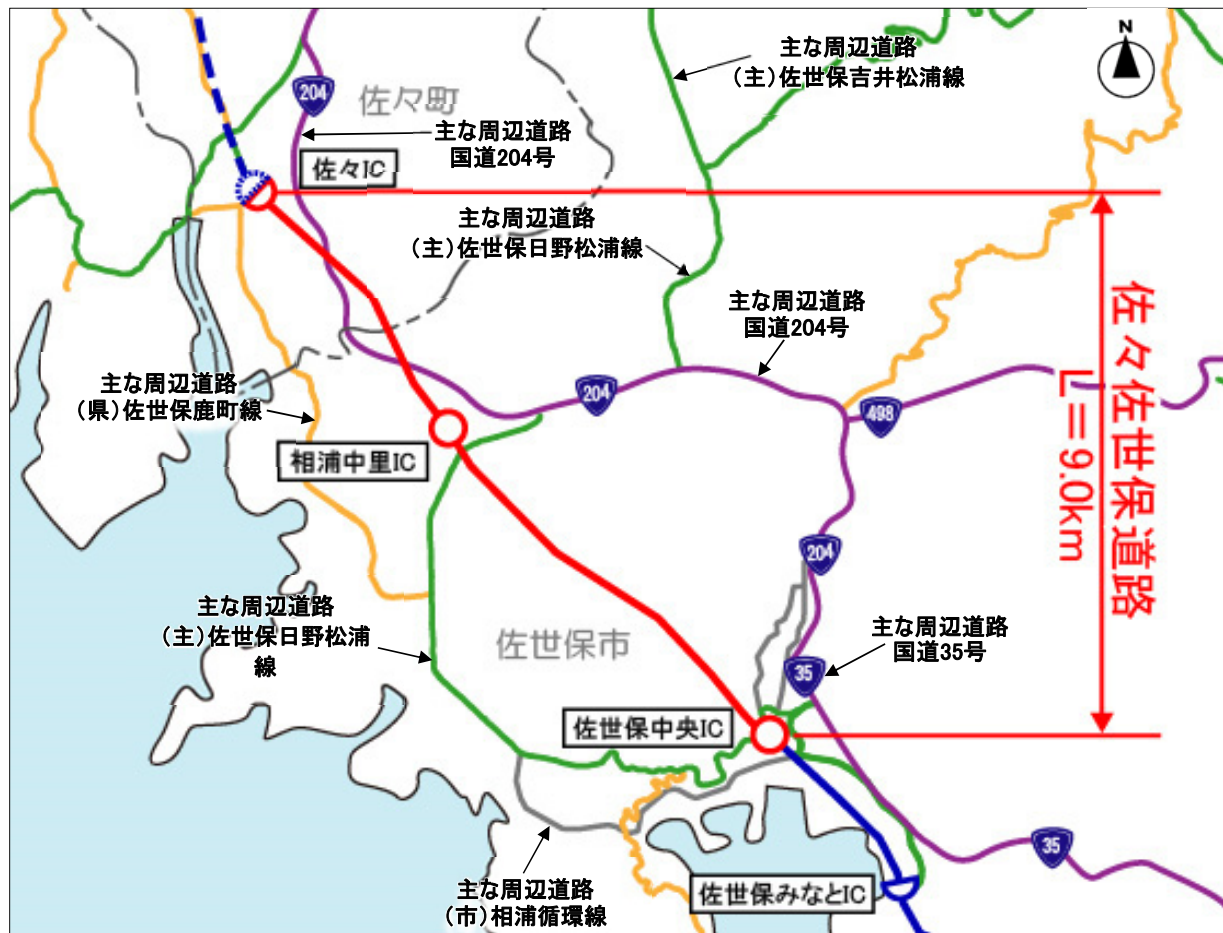 N
主な周辺道路
(主)佐世保吉井松浦線
204
佐々町
主な周辺道路
国道204号
佐々IC
主な周辺道路
(主)佐世保日野松浦線
主な周辺道路
国道204号
佐々佐世保道路
L=9.0km
主な周辺道路
(県)佐世保鹿町線
204
498
相浦中里IC
204
主な周辺道路
(主)佐世保日野松浦
線
佐世保市
主な周辺道路
国道35号
35
佐世保中央IC
35
主な周辺道路
(市)相浦循環線
佐世保みなとIC